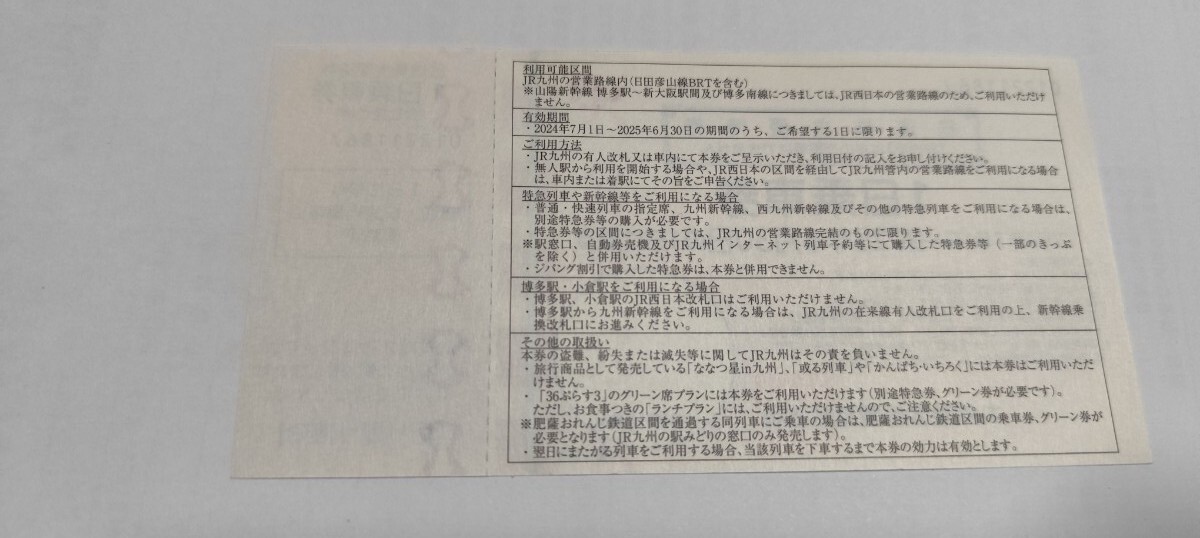 利用可能区間
JR九州の営業路線内(日田彦山線BRTを含む)
※山陽新幹線 博多駅～新大阪駅間及び博多南線につきましては、JR西日本の営業路線のため、ご利用いただけ
ません。
有効期間
・2024年7月1日～2025年6月30日の期間のうち、ご希望する1日に限ります。
ご利用方法
・JR九州の有人改札又は車内にて本券をご呈示いただき、利用日付の記入をお申し付けください。
・無人駅から利用を開始する場合や、JR西日本の区間を経由してJR九州管内の営業路線をご利用になる場合
は、車内または着駅にてその旨をご申告ください。
特急列車や新幹線等をご利用になる場合
・普通・快速列車の指定席、九州新幹線、西九州新幹線及びその他の特急列車をご利用になる場合は、
別途特急券等の購入が必要です。
・特急券等の区間につきましては、JR九州の営業路線完結のものに限ります。
※駅窓口、自動券売機及びJR九州インターネット列車予約等にて購入した特急券等（一部のきっぷ
を除く）と併用いただけます。
・ジパング割引で購入した特急券は、本券と併用できません。
博多駅・小倉駅をご利用になる場合
・博多駅、小倉駅のJR西日本改札口はご利用いただけません。
・博多駅から九州新幹線をご利用になる場合は、JR九州の在来線有人改札口をご利用の上、新幹線乗
換改札口にお進みください。
その他の取扱い
本券の盗難、紛失または滅失等に関してJR九州はその責を負いません。
・旅行商品として発売している「ななつ星in九州」、「或る列車」や「かんぱち・いちろく」には本券はご利用いただ
けません。
・「36ぷらす3」のグリーン席プランには本券をご利用いただけます(別途特急券、グリーン券が必要です)。
ただし、お食事つきの「ランチプラン」には、ご利用いただけませんので、ご注意ください。
※肥薩おれんじ鉄道区間を通過する同列車にご乗車の場合は、肥薩おれんじ鉄道区間の乗車券、グリーン券が
必要となります(JR九州の駅みどりの窓口のみ発売します)。
・翌日にまたがる列車をご利用する場合、当該列車を下車するまで本券の効力は有効とします。